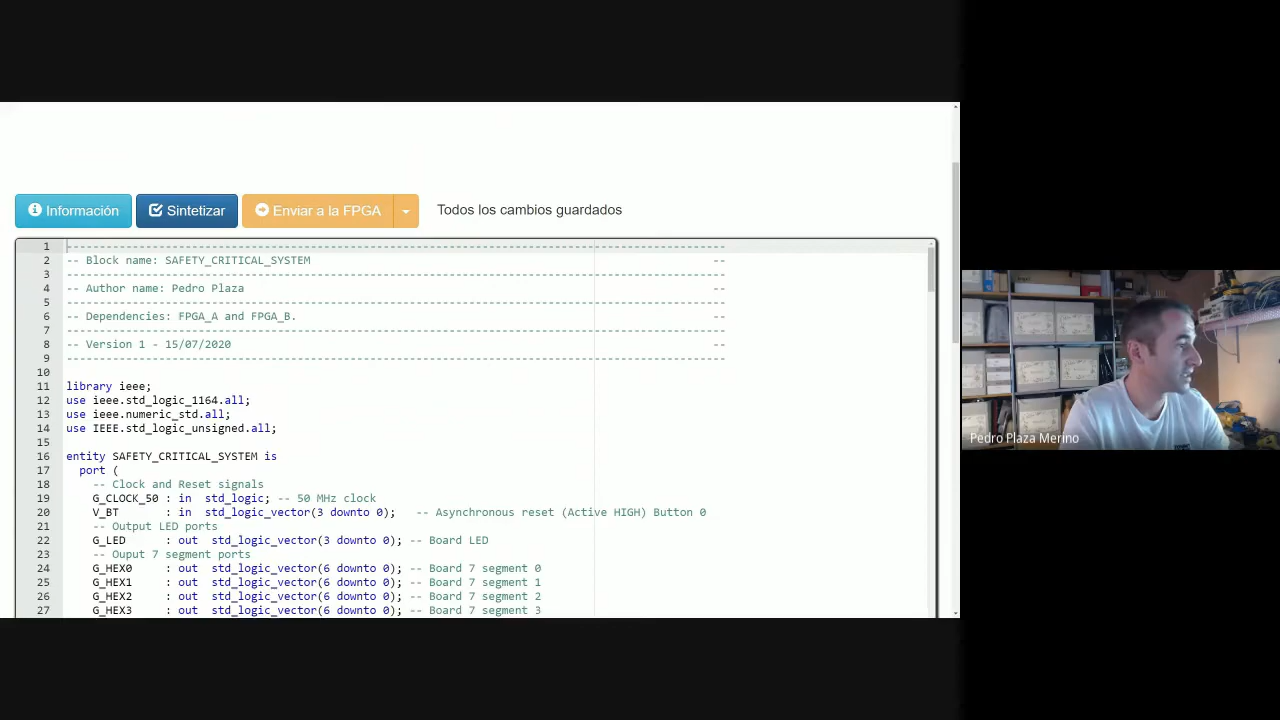 Información Sintetizar Enviar a la FPGA Todos los cambios guardados
1 --------------------------------------------------------------------------------
2 -- Block name: SAFETY_CRITICAL_SYSTEM --
3 --------------------------------------------------------------------------------
4 -- Author name: Pedro Plaza --
5 --------------------------------------------------------------------------------
6 -- Dependencies: FPGA_A and FPGA_B. --
7 --------------------------------------------------------------------------------
8 -- Version 1 - 15/07/2020 --
9 --------------------------------------------------------------------------------
10
11 library ieee;
12 use ieee.std_logic_1164.all;
13 use ieee.numeric_std.all;
14 use IEEE.std_logic_unsigned.all;
15
16 entity SAFETY_CRITICAL_SYSTEM is
17 port (
18 -- Clock and Reset signals
19 G_CLOCK_50 : in std_logic; -- 50 MHz clock
20 V_BT : in std_logic_vector(3 downto 0); -- Asynchronous reset (Active HIGH) Button 0
21 -- Output LED ports
22 G_LED : out std_logic_vector(3 downto 0); -- Board LED
23 -- Ouput 7 segment ports
24 G_HEX0 : out std_logic_vector(6 downto 0); -- Board 7 segment 0
25 G_HEX1 : out std_logic_vector(6 downto 0); -- Board 7 segment 1
26 G_HEX2 : out std_logic_vector(6 downto 0); -- Board 7 segment 2
27 G_HEX3 : out std_logic_vector(6 downto 0); -- Board 7 segment 3
Pedro Plaza Merino